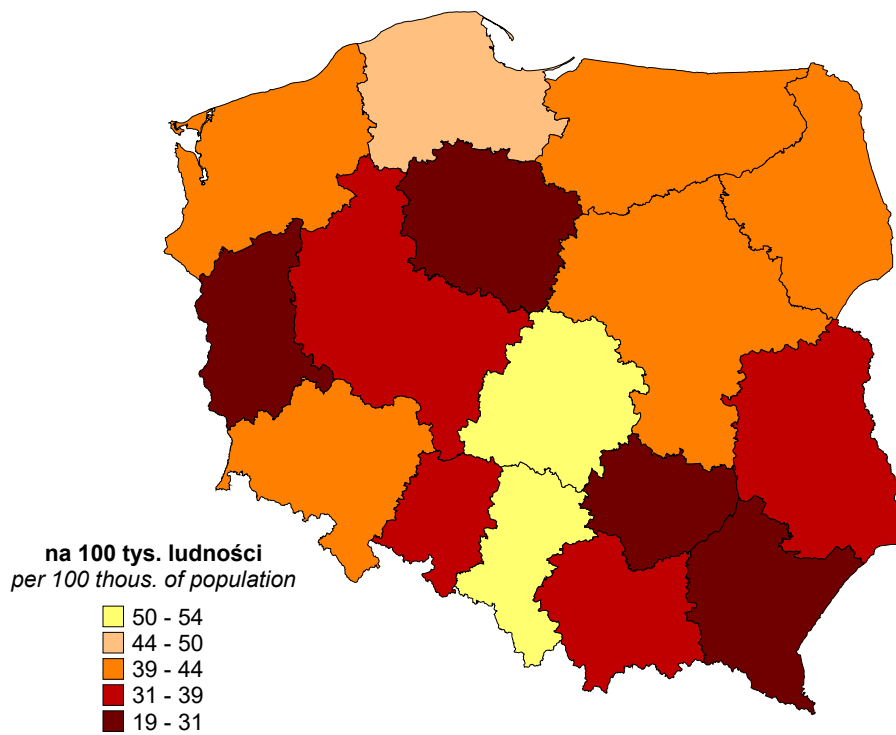 na 100 tys. ludności
per 100 thous. of population
50 - 54
44 - 50
39 - 44
31 - 39
19 - 31